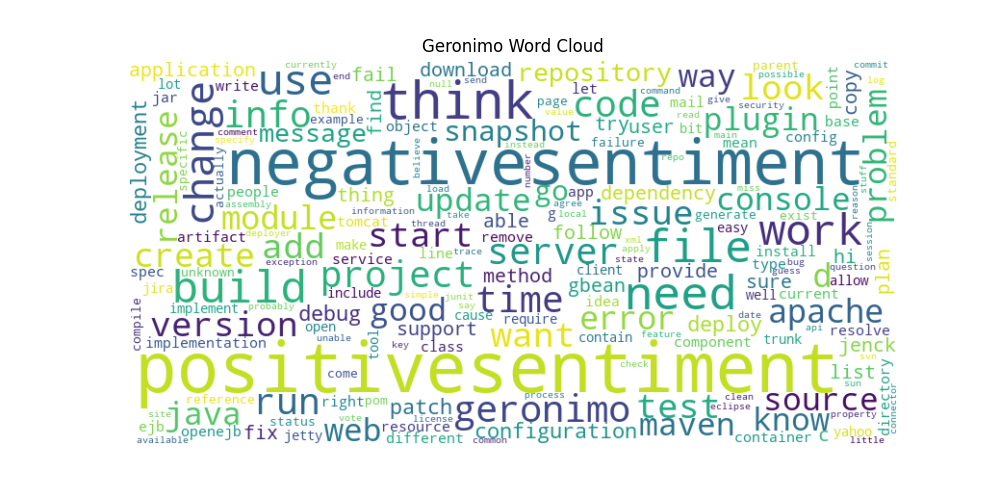 Geronimo Word Cloud
application
use
currently
end
fail
download
send
repository
way
parent
possible
commit
lot
jar
write
null
think
command
let
look
log
copy
point
deployment
release
specific
change
info
example
thank
find
page
value
code
give
security
plugin
base
problem
standard
comment
specify
message
object
snapshot
failure
try
user
mail
read
bit
main
mean
config
actually
instead
repo
negativesentiment
believe
number
miss
reason
stuff
people
thing
load
update
go
app
dependency
console
assembly
information
take
agree
module
tomcat
thread
able
g
local
issue
generate
exist
work
session
artifact
deployer
add
make
start
remove
follow
easy
install
hi
create
service
line
trace
server
xml
apply
file
bug
question
spec
unknown
exception
project
method
state
client
provide
guess
type
sure
d
allow
plan
jira
build
include
simple
junit
time
gbean
need
well
current
compile
implement
probably
debug
good
say
cause
require
idea
error
date
deploy
apache
version
open
support
want
contain
feature
api
resolve
implementation
unable
tool
key
class
component
trunk
jenck
svn
positivesentiment
come
check
list
sun
directory
connector
site
reference
run
right
pom
patch
process
clean
eclipse
source
property
java
status
vote
license
geronimo
test
know
ejb
openejb
fix
jetty
web
resource
different
configuration
maven
container
C
yahoo
available
common
little